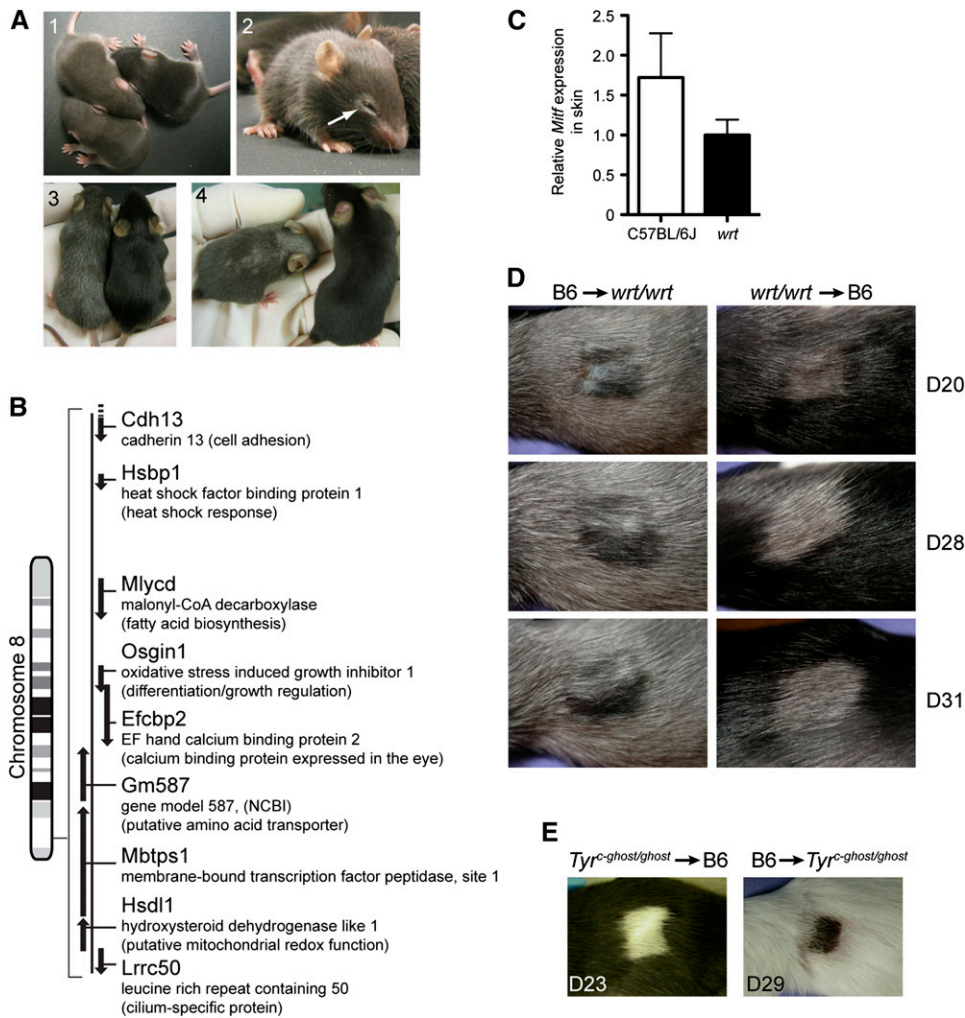 A
1
2
3
4
B
Chromosome 8
Cdh13
cadherin 13 (cell adhesion)
Hsbp1
heat shock factor binding protein 1
(heat shock response)
Mlycd
malonyl-CoA decarboxylase
(fatty acid biosynthesis)
Osgin1
oxidative stress induced growth inhibitor 1
(differentiation/growth regulation)
Efcbp2
EF hand calcium binding protein 2
(calcium binding protein expressed in the eye)
Gm587
gene model 587, (NCBI)
(putative amino acid transporter)
Mbtps1
membrane-bound transcription factor peptidase, site 1
Hsdl1
hydroxysteroid dehydrogenase like 1
(putative mitochondrial redox function)
Lrrc50
leucine rich repeat containing 50
(cilium-specific protein)
C
Relative Mitf expression
in skin
2.5
2.0
1.5
1.0
0.5
0
C57BL/6J wrt
D
B6 → wrt/wrt wrt/wrt → B6
D20
D28
D31
E
Tyr^c-ghost/ghost → B6 B6 → Tyr^c-ghost/ghost
D23 D29